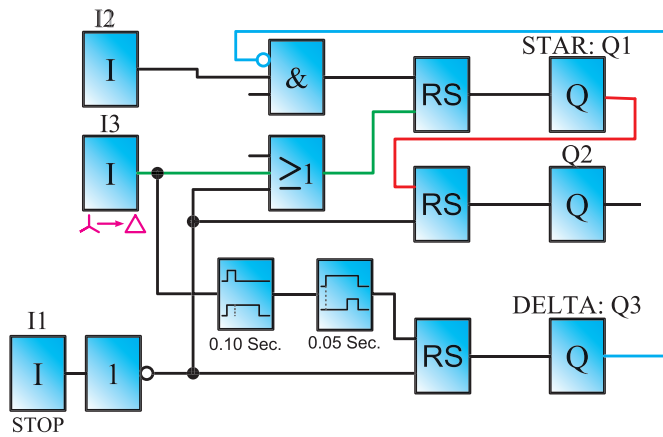 I2
I
&
STAR: Q1
RS
Q
I3
I
≥1
Q2
RS
Q
0.10 Sec.
0.05 Sec.
DELTA: Q3
RS
Q
I1
I
1
STOP